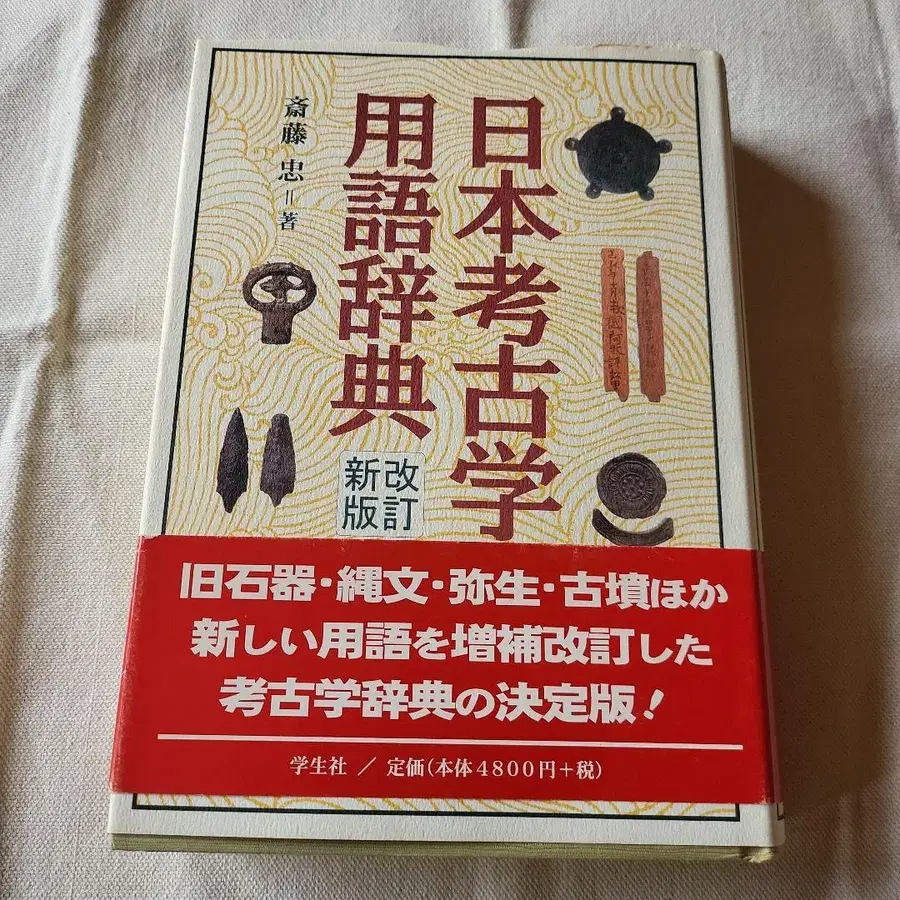 日本考古学
用語辞典
改訂
新版
斎藤 忠=著
旧石器・縄文・弥生・古墳ほか
新しい用語を増補改訂した
考古学辞典の決定版!
学生社 / 定価(本体4800円+税)